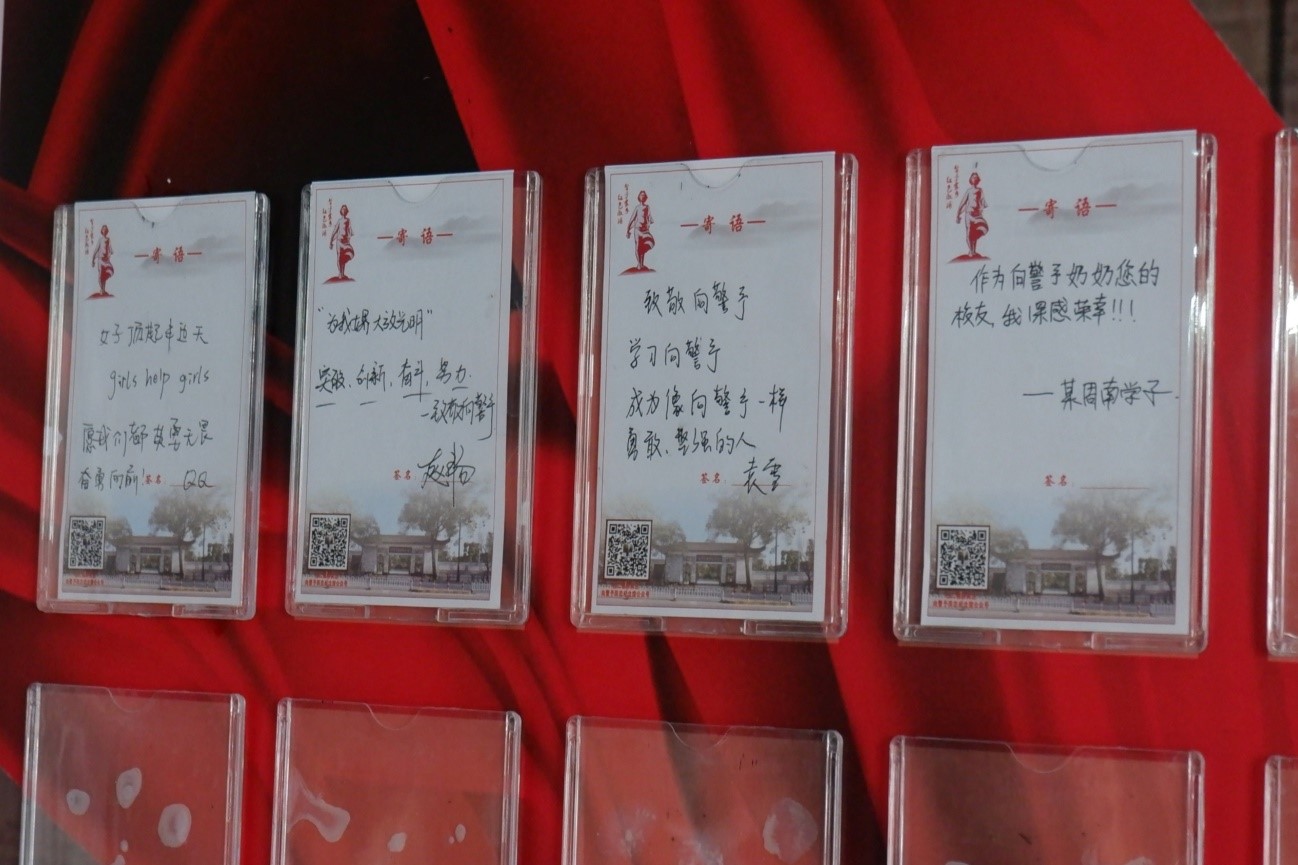 寄语
女子顶起半边天
girls help girls
愿我们都英勇无畏
奋勇向前!
签名 QQ
寄语
"为我女界大放光明"
突破、创新、奋斗、努力.
—致敬向警予
签名
寄语
致敬向警予
学习向警予
成为像向警予一样
勇敢、坚强的人
签名 袁雪
寄语
作为向警予奶奶您的
校友,我深感荣幸!!!
——某周南学子.
签名